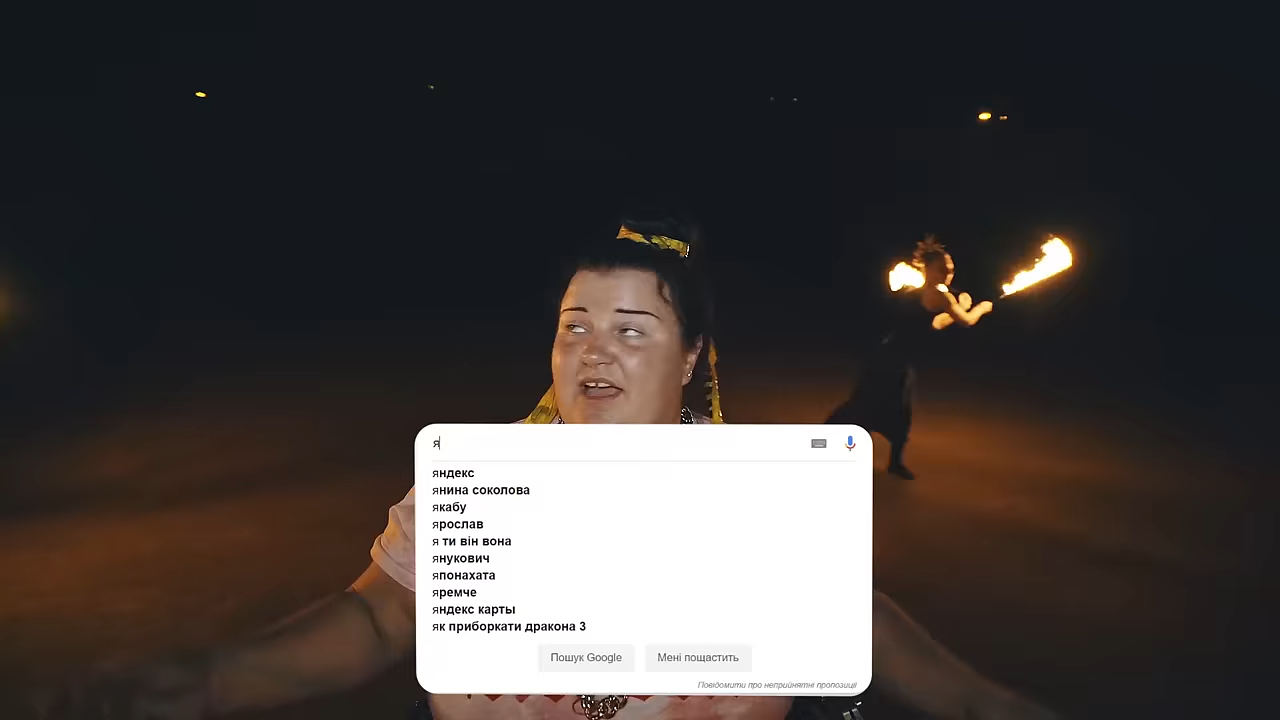 я
яндекс
янина соколова
якабу
ярослав
я ти він вона
янукович
японахата
яремче
яндекс карты
як приборкати дракона 3
Пошук Google
Мені пощастить
Повідомити про неприйнятні пропозиції